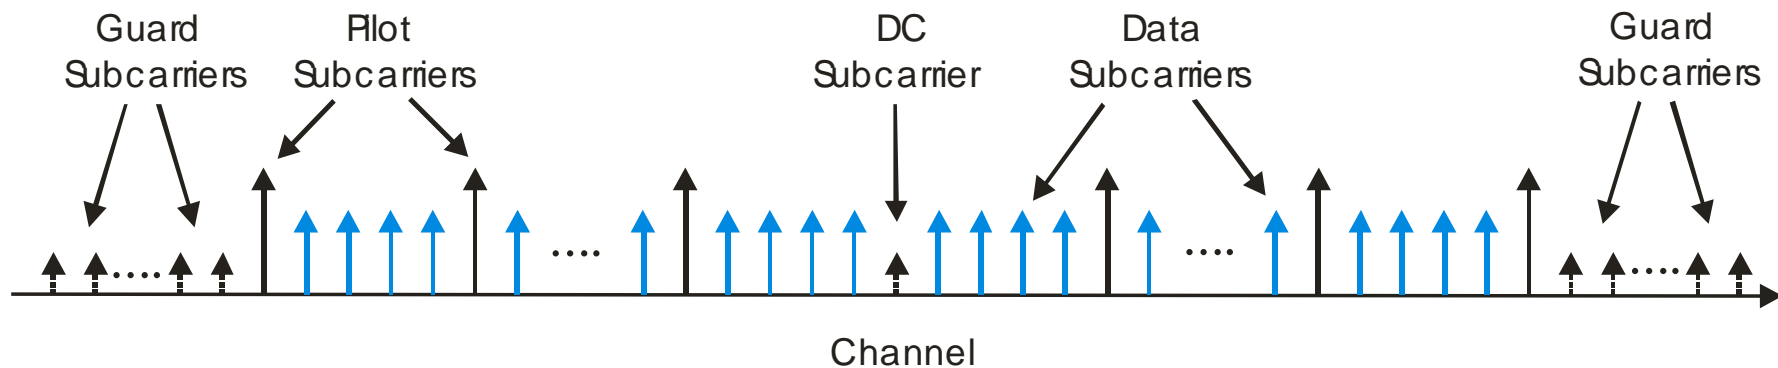 Guard
Subcarriers
Pilot
Subcarriers
DC
Subcarrier
Data
Subcarriers
Guard
Subcarriers
Channel